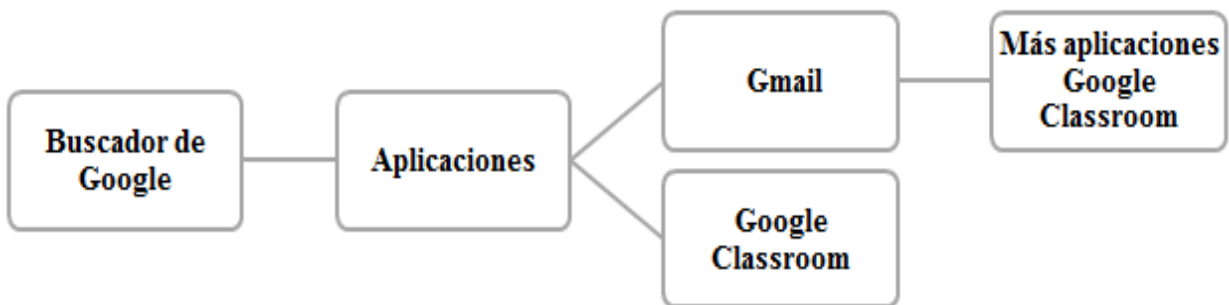 Buscador de
Google
Aplicaciones
Gmail
Más aplicaciones
Google
Classroom
Google
Classroom